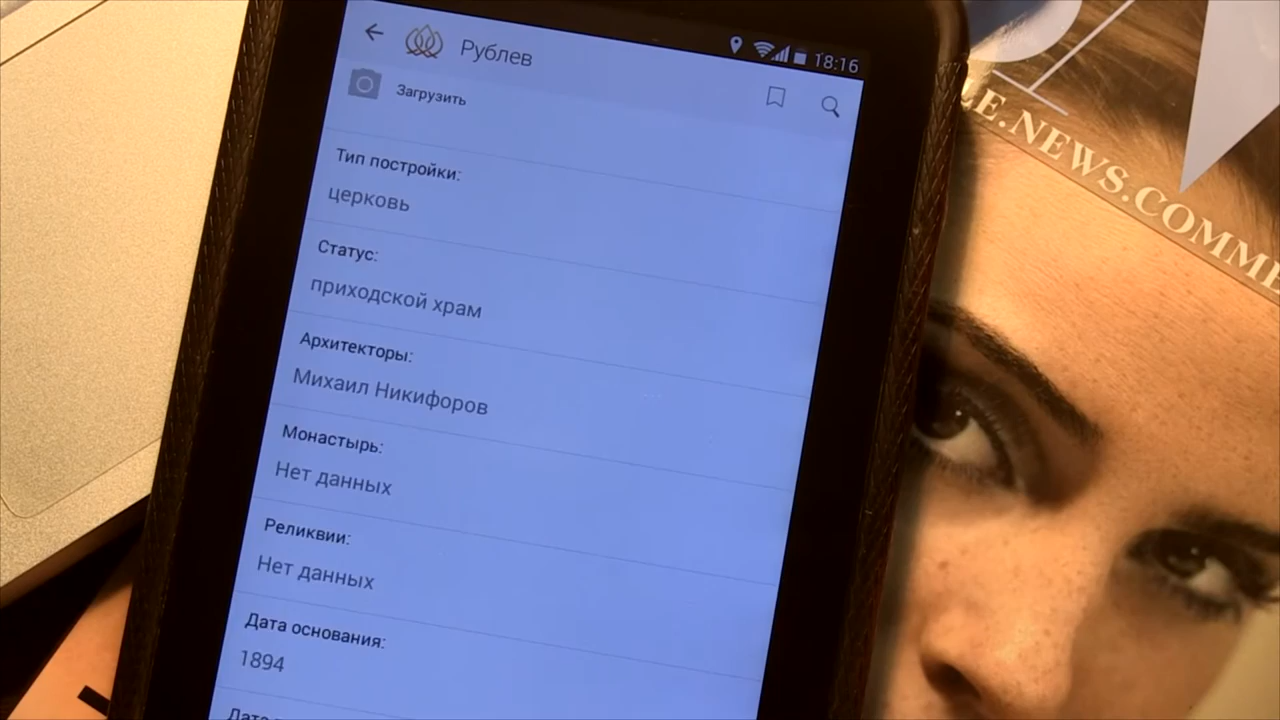 Рублев
18:16
Загрузить
Тип постройки:
церковь
Статус:
приходской храм
Архитекторы:
Михаил Никифоров
Монастырь:
Нет данных
Реликвии:
Нет данных
Дата основания:
1894
Дата
LE.NEWS.COMME